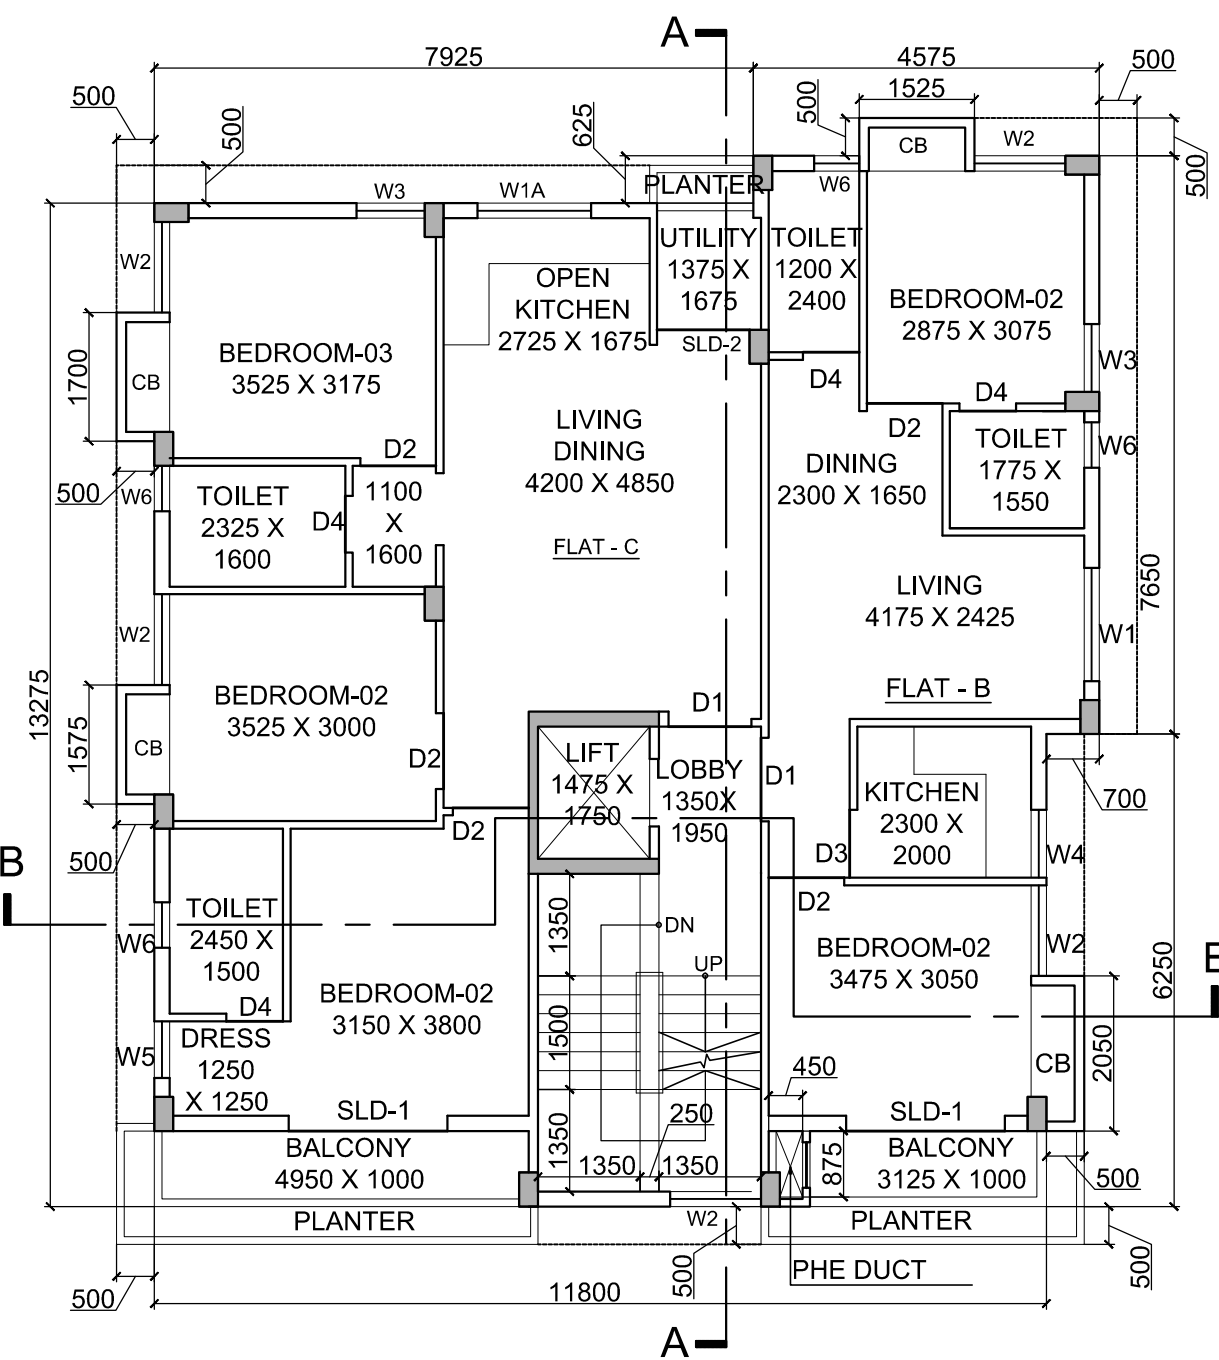 A
7925
4575
500
500
1525
500
500
625
500
CB
W2
500
W3
W1A
PLANTER
W6
W2
UTILITY
1375 X
1675
TOILET
1200 X
2400
OPEN
KITCHEN
2725 X 1675
BEDROOM-02
2875 X 3075
SLD-2
BEDROOM-03
3525 X 3175
1700
CB
W3
D4
D4
LIVING
DINING
4200 X 4850
D2
D2
TOILET
1775 X
1550
W6
DINING
2300 X 1650
500
W6
TOILET
2325 X
1600
D4
1100
X
1600
FLAT - C
7650
LIVING
4175 X 2425
W1
W2
FLAT - B
BEDROOM-02
3525 X 3000
13275
D1
1575
CB
D2
LIFT
1475 X
1750
LOBBY
1350X
1950
D1
KITCHEN
2300 X
2000
700
D2
D3
W4
500
B
D2
TOILET
2450 X
1500
W6
1350
DN
UP
BEDROOM-02
3475 X 3050
W2
6250
B
D4
BEDROOM-02
3150 X 3800
DRESS
1250
X 1250
W5
1500
450
CB
2050
SLD-1
250
SLD-1
BALCONY
4950 X 1000
1350
1350
1350
875
BALCONY
3125 X 1000
500
PLANTER
W2
PLANTER
500
PHE DUCT
500
500
11800
A